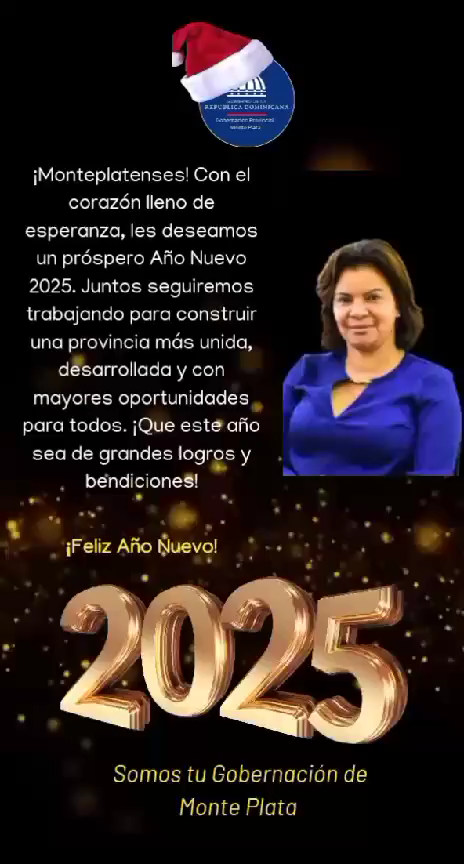 GOBIERNO DE LA
REPÚBLICA DOMINICANA
Gobernación Provincial
Monte Plata
¡Monteplatenses! Con el
corazón lleno de
esperanza, les deseamos
un próspero Año Nuevo
2025. Juntos seguiremos
trabajando para construir
una provincia más unida,
desarrollada y con
mayores oportunidades
para todos. ¡Que este año
sea de grandes logros y
bendiciones!
¡Feliz Año Nuevo!
2025
Somos tu Gobernación de
Monte Plata